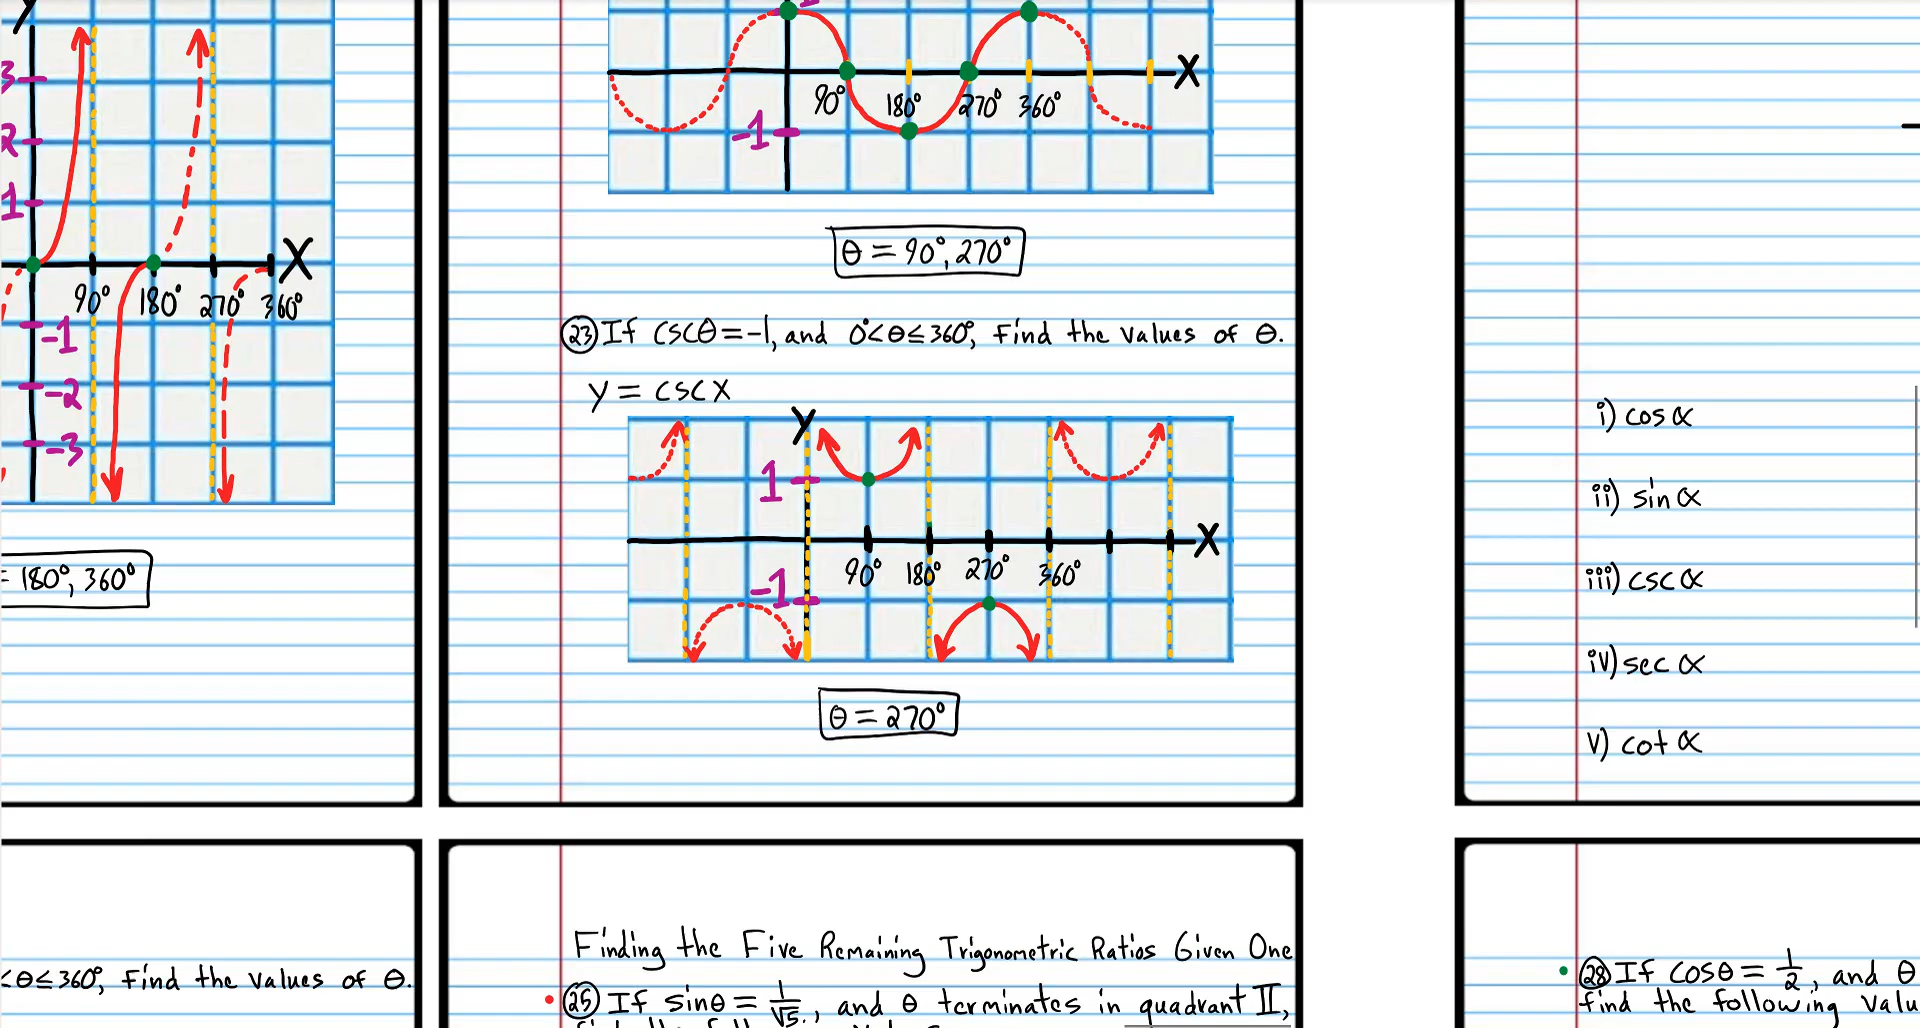 y
3
2
1
X
90° 180° 270° 360°
-1
-2
-3
= 180°, 360°
<θ≤360°, Find the values of θ.
X
90° 180° 270° 360°
-1
θ = 90°, 270°
23 If cscθ = -1, and 0°<θ≤360°, Find the values of θ.
y = csc x
y
1
X
90° 180° 270° 360°
-1
θ = 270°
Finding the Five Remaining Trigonometric Ratios Given One
25 If sinθ = 1/√5, and θ terminates in quadrant II,
i) cos α
ii) sin α
iii) csc α
iv) sec α
v) cot α
28 If cosθ = 1/2, and θ
find the following valu